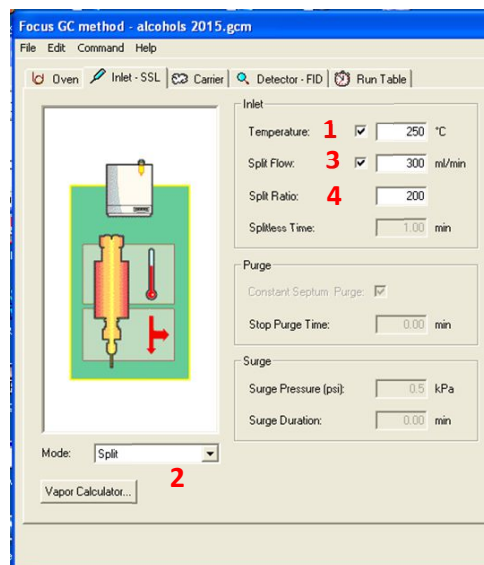 Focus GC method - alcohols 2015.gcm
File Edit Command Help
Oven Inlet - SSL Carrier Detector - FID Run Table
Inlet
Temperature: 1 250 °C
Split Flow: 3 300 ml/min
Split Ratio: 4 200
Splitless Time: 1.00 min
Purge
Constant Septum Purge:
Stop Purge Time: 0.00 min
Surge
Surge Pressure (psi): 0.5 kPa
Surge Duration: 0.00 min
Mode: Split
2
Vapor Calculator...